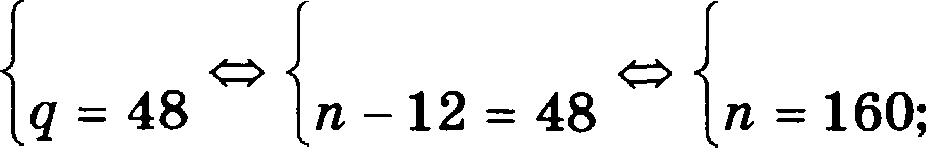 {q = 48 ⇔ {n − 12 = 48 ⇔ {n = 160;